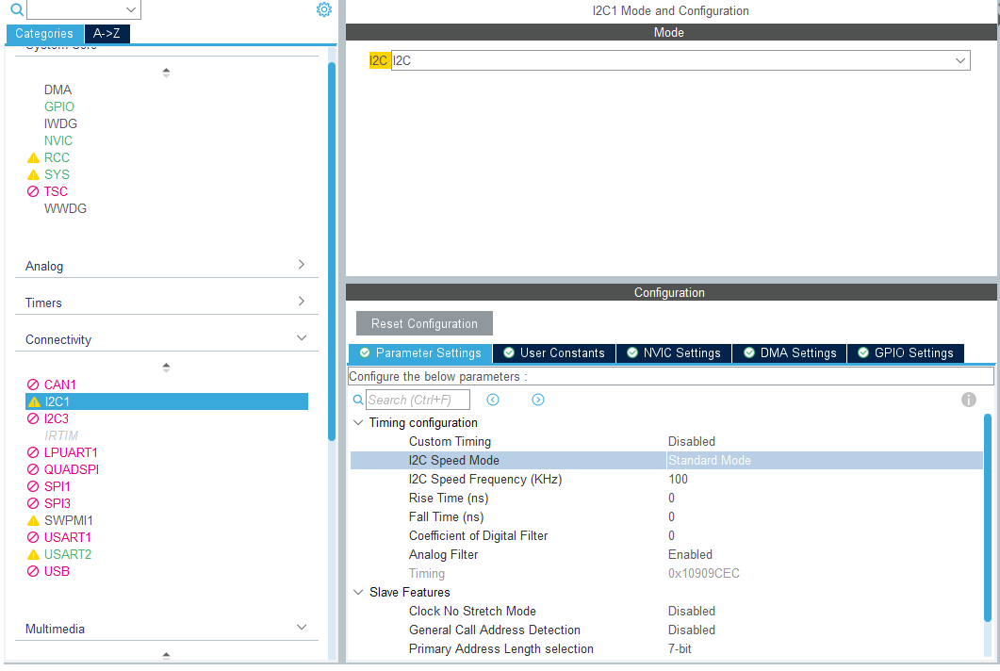 I2C1 Mode and Configuration
Categories A->Z
Mode
System Core
I2C I2C
DMA
GPIO
IWDG
NVIC
RCC
SYS
TSC
WWDG
Analog
Timers
Connectivity
CAN1
I2C1
I2C3
IRTIM
LPUART1
QUADSPI
SPI1
SPI3
SWPMI1
USART1
USART2
USB
Multimedia
Configuration
Reset Configuration
Parameter Settings User Constants NVIC Settings DMA Settings GPIO Settings
Configure the below parameters :
Search (Ctrl+F)
Timing configuration
Custom Timing Disabled
I2C Speed Mode Standard Mode
I2C Speed Frequency (KHz) 100
Rise Time (ns) 0
Fall Time (ns) 0
Coefficient of Digital Filter 0
Analog Filter Enabled
Timing 0x10909CEC
Slave Features
Clock No Stretch Mode Disabled
General Call Address Detection Disabled
Primary Address Length selection 7-bit